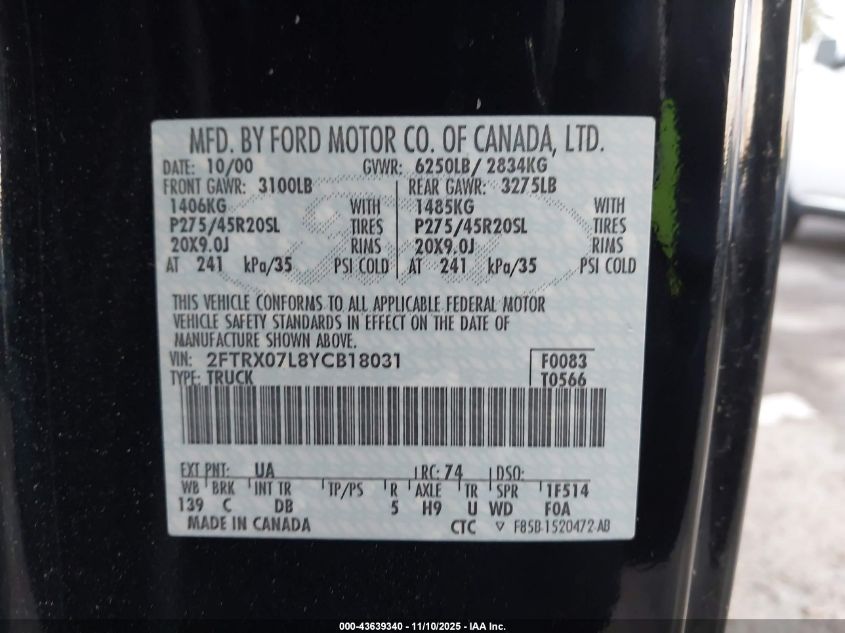 MFD. BY FORD MOTOR CO. OF CANADA, LTD.
DATE: 10/00 GVWR: 6250LB/ 2834KG
FRONT GAWR: 3100LB REAR GAWR: 3275LB
1406KG WITH 1485KG WITH
P275/45R20SL TIRES P275/45R20SL TIRES
20X9.0J RIMS 20X9.0J RIMS
AT 241 kPa/35 PSI COLD AT 241 kPa/35 PSI COLD
THIS VEHICLE CONFORMS TO ALL APPLICABLE FEDERAL MOTOR
VEHICLE SAFETY STANDARDS IN EFFECT ON THE DATE OF
MANUFACTURE SHOWN ABOVE.
VIN: 2FTRX07L8YCB18031 F0083
TYPE: TRUCK T0566
EXT PNT: UA RC: 74 DSO:
WB BRK INT TR TP/PS R AXLE TR SPR 1F514
139 C DB 5 H9 U WD F0A
MADE IN CANADA CTC ▽ F85B-1520472-AB
000-43639340 - 11/10/2025 - IAA Inc.